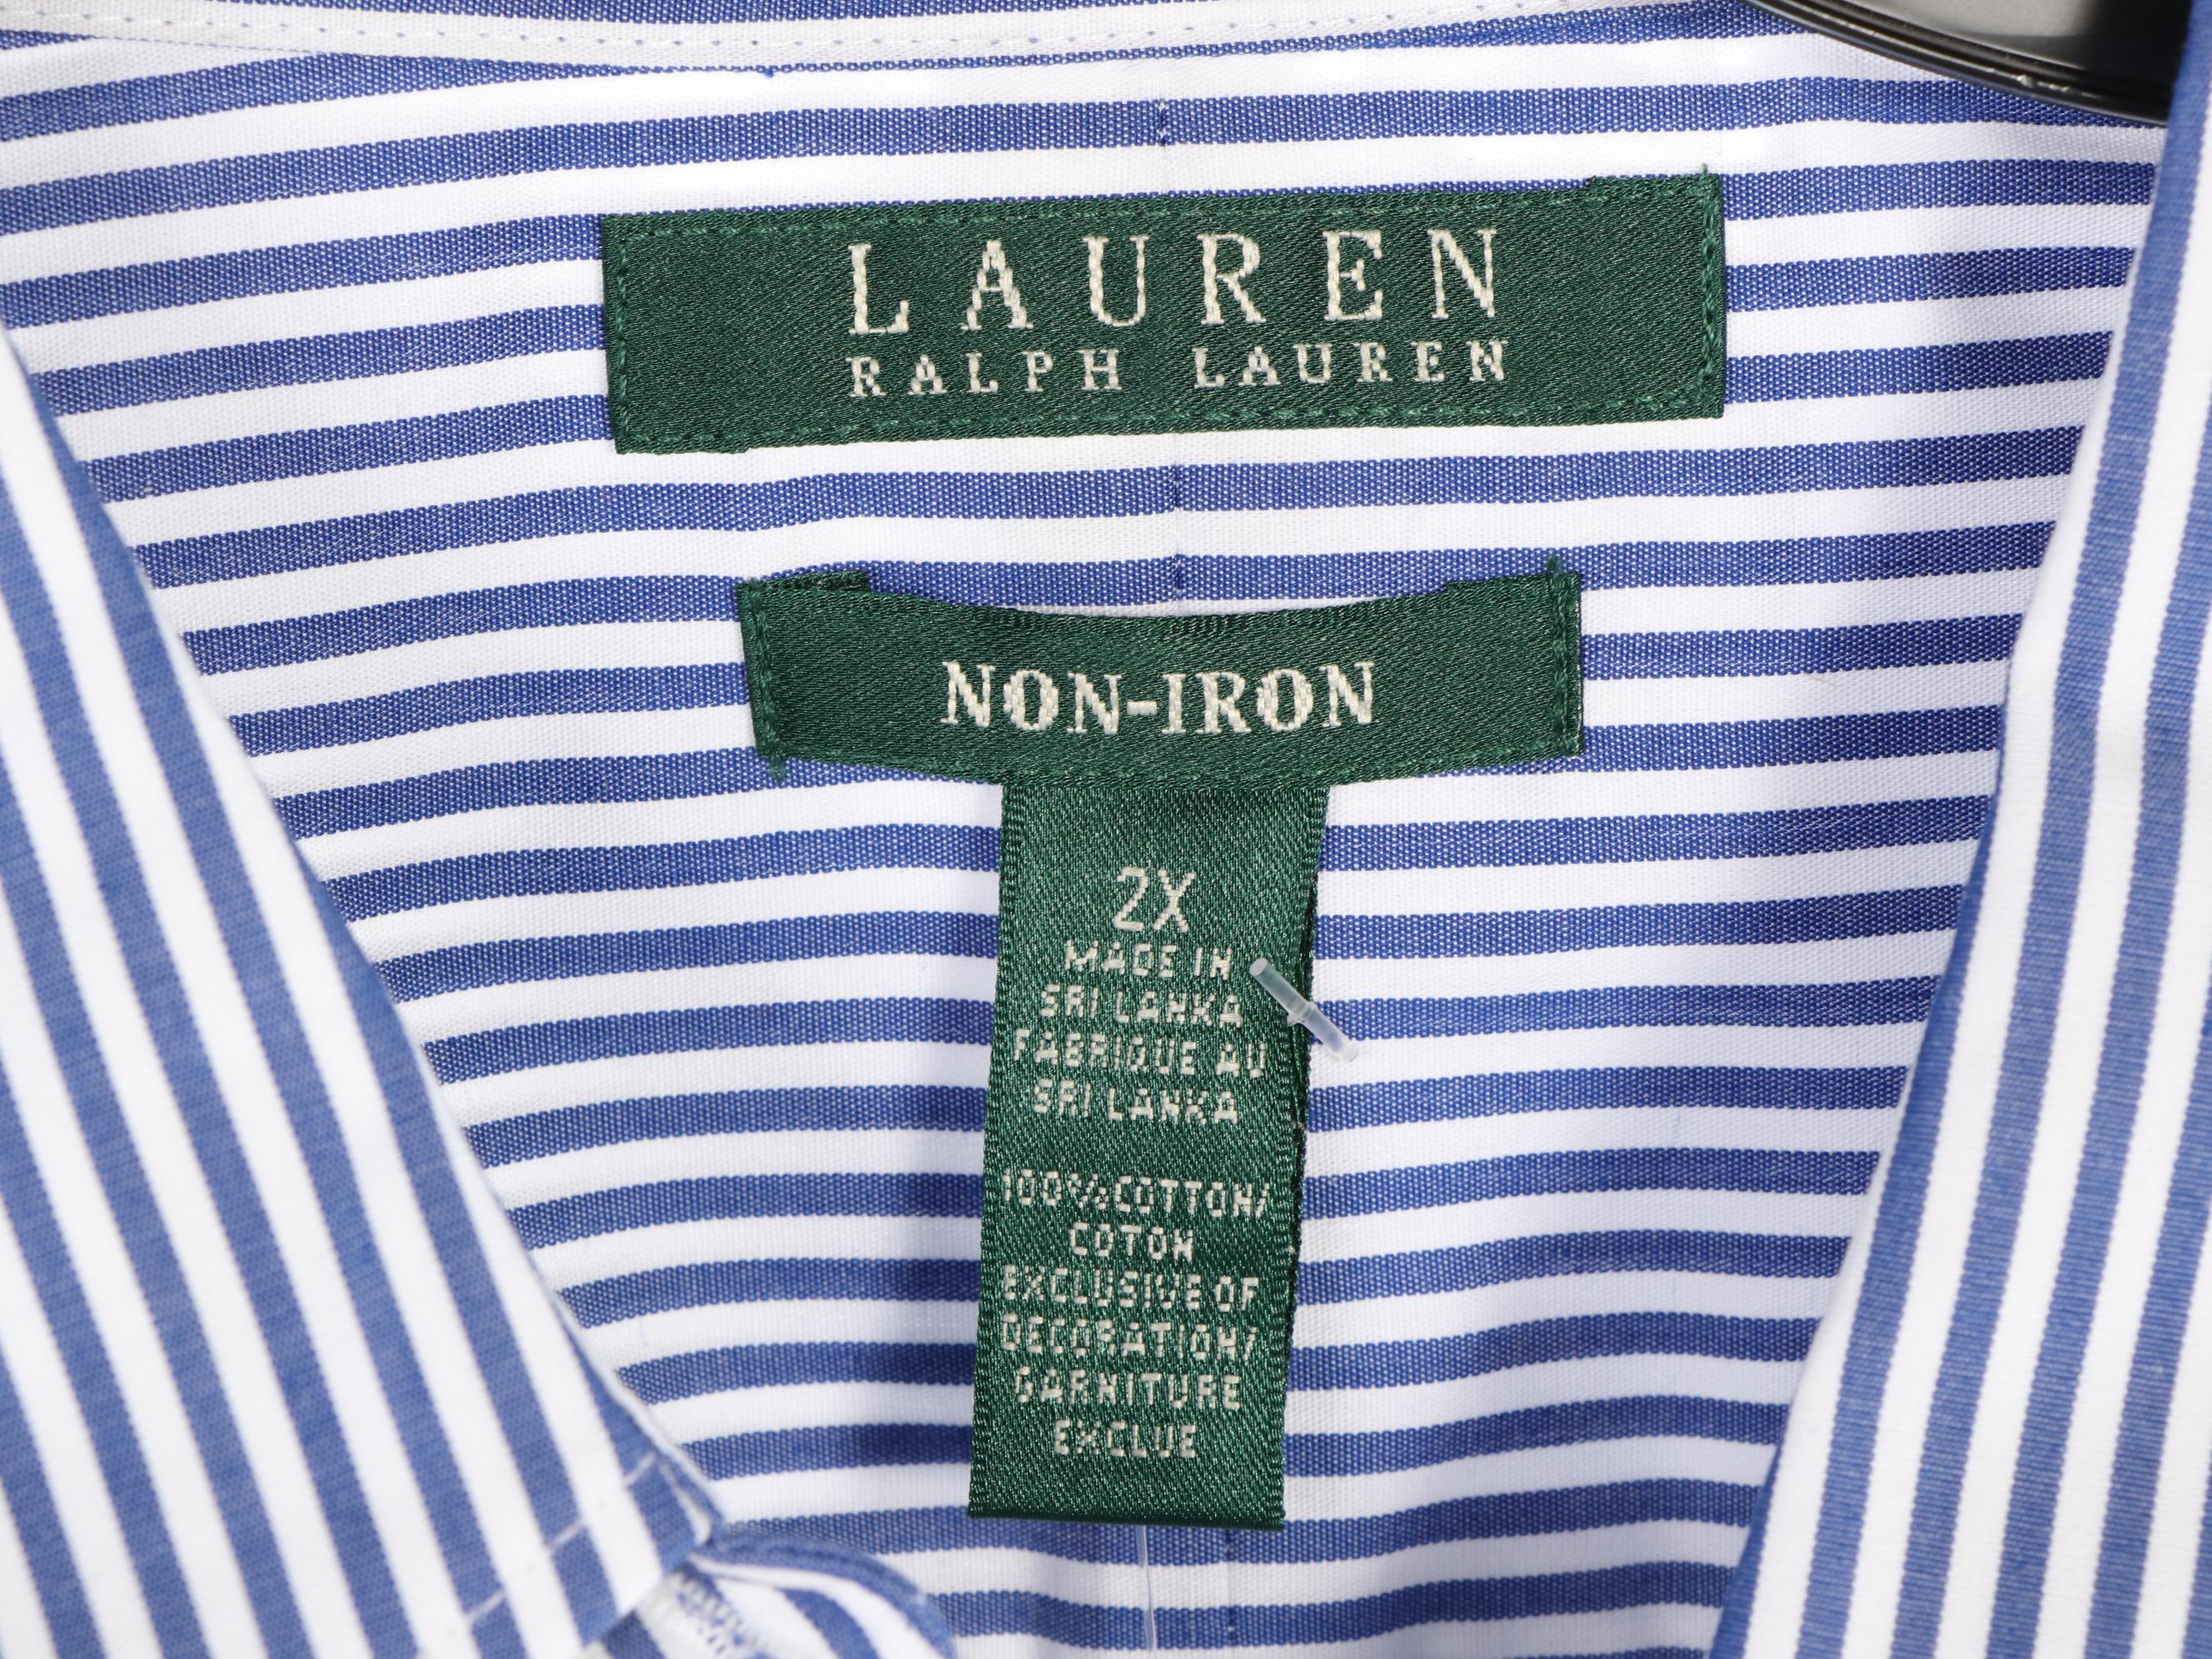 LAUREN
RALPH LAUREN
NON-IRON
2X
MADE IN
SRI LANKA
FABRIQUE AU
SRI LANKA
100%COTTON/
COTON
EXCLUSIVE OF
DECORATION/
GARNITURE
EXCLUE